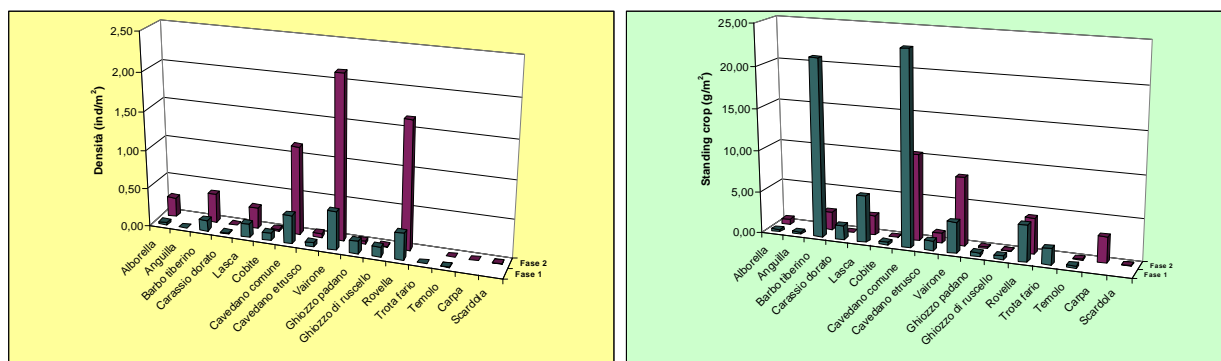 2,50
2,00
1,50
1,00
0,50
0,00
Densità (ind/m²)
Alborella
Anguilla
Barbo tiberino
Carassio dorato
Lasca
Cobite
Cavedano comune
Cavedano etrusco
Vairone
Ghiozzo padano
Ghiozzo di ruscello
Rovella
Trota fario
Temolo
Carpa
Scardola
Fase 2
Fase 1
25,00
20,00
15,00
10,00
5,00
0,00
Standing crop (g/m²)
Alborella
Anguilla
Barbo tiberino
Carassio dorato
Lasca
Cobite
Cavedano comune
Cavedano etrusco
Vairone
Ghiozzo padano
Ghiozzo di ruscello
Rovella
Trota fario
Temolo
Carpa
Scardola
Fase 2
Fase 1